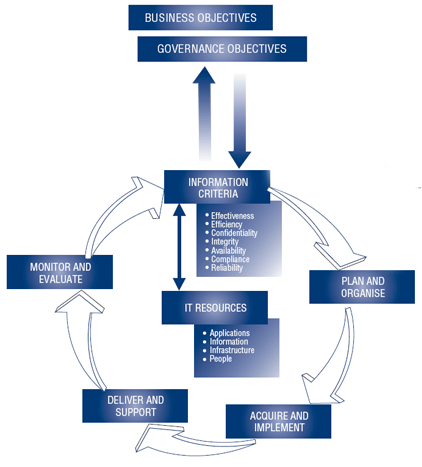 BUSINESS OBJECTIVES
GOVERNANCE OBJECTIVES
INFORMATION
CRITERIA
• Effectiveness
• Efficiency
• Confidentiality
• Integrity
• Availability
• Compliance
• Reliability
MONITOR AND
EVALUATE
PLAN AND
ORGANISE
IT RESOURCES
• Applications
• Information
• Infrastructure
• People
DELIVER AND
SUPPORT
ACQUIRE AND
IMPLEMENT